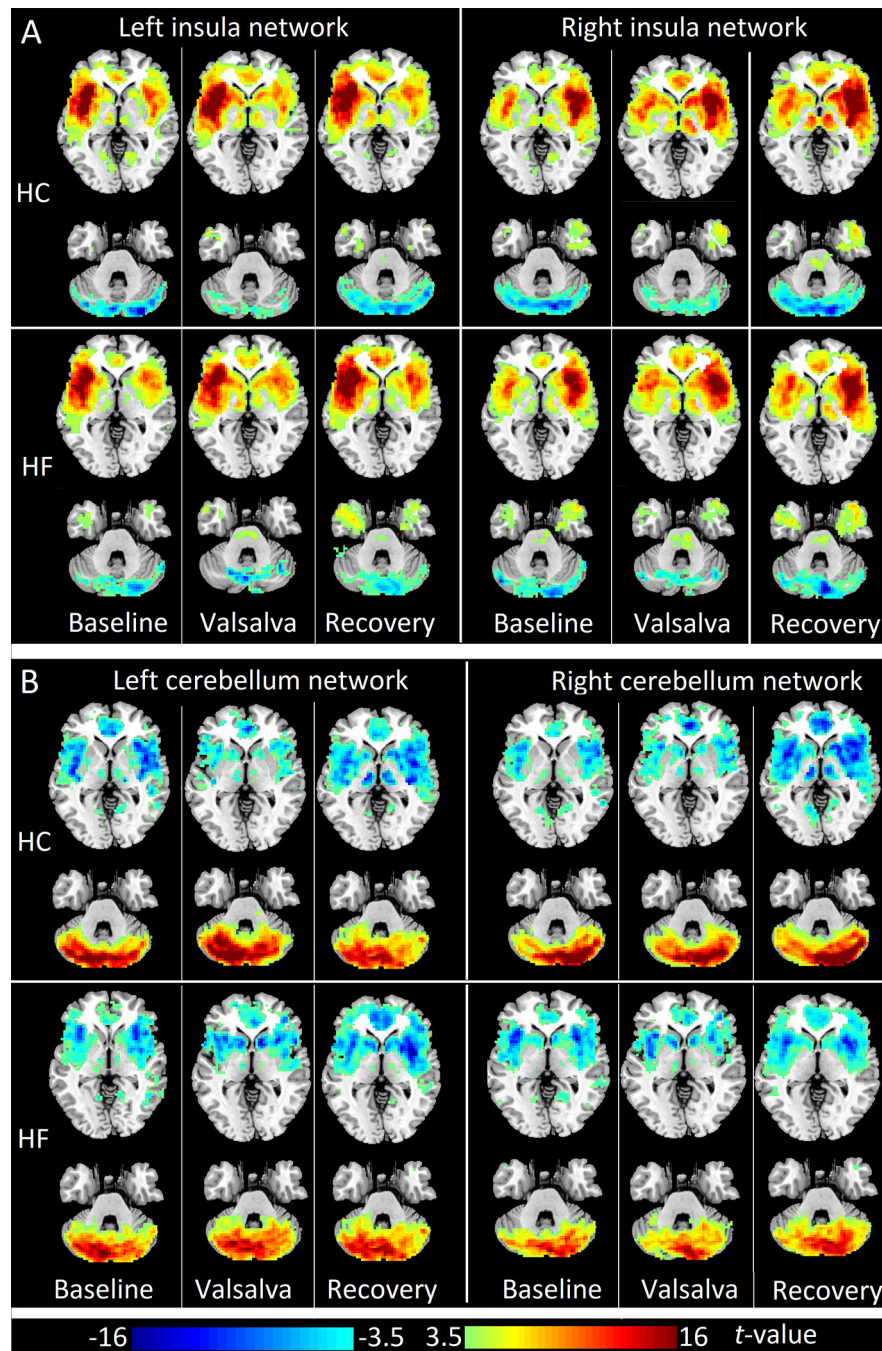 A
Left insula network
Right insula network
HC
HF
Baseline
Valsalva
Recovery
Baseline
Valsalva
Recovery
B
Left cerebellum network
Right cerebellum network
HC
HF
Baseline
Valsalva
Recovery
Baseline
Valsalva
Recovery
-16
-3.5
3.5
16
t-value